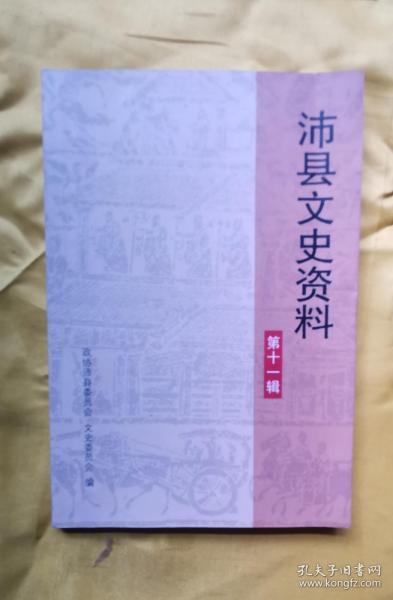 沛县文史资料
第十一辑
政协沛县委员会 文史委员会 编
孔夫子旧书网
www.kongfz.com